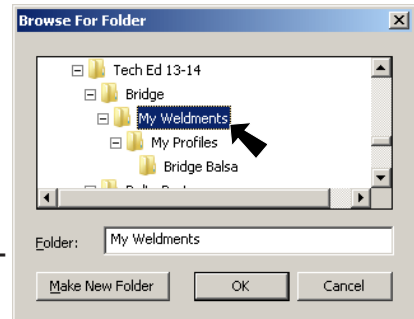 Browse For Folder
Tech Ed 13-14
Bridge
My Weldments
My Profiles
Bridge Balsa
Folder: My Weldments
Make New Folder OK Cancel